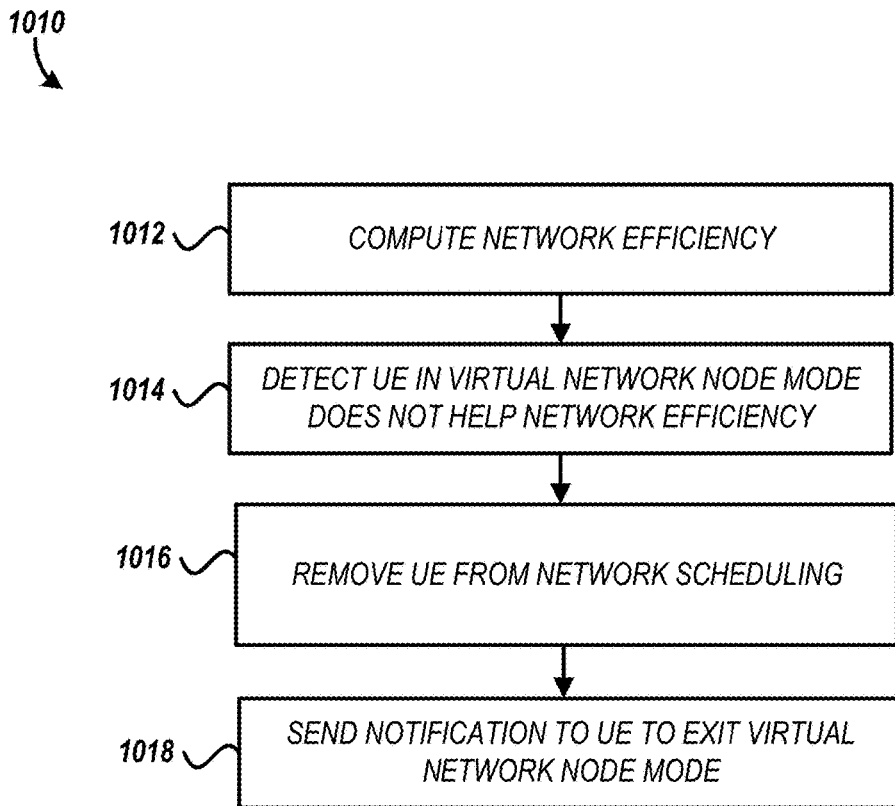 1010
1012
COMPUTE NETWORK EFFICIENCY
1014
DETECT UE IN VIRTUAL NETWORK NODE MODE
DOES NOT HELP NETWORK EFFICIENCY
1016
REMOVE UE FROM NETWORK SCHEDULING
1018
SEND NOTIFICATION TO UE TO EXIT VIRTUAL
NETWORK NODE MODE